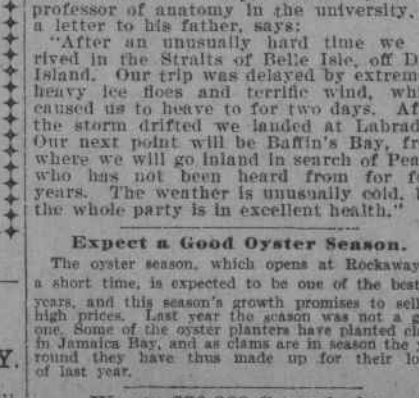 professor of anatomy in the university.
a letter to his father, says:
"After an unusually hard time we
rived in the Straits of Belle Isle, off D
Island. Our trip was delayed by extrem
heavy ice floes and terrific wind, whi
caused us to heave to for two days. Af
the storm drifted we landed at Labrad
Our next point will be Baffin's Bay, fr
where we will go inland in search of Pea
who has not been heard from for f
years. The weather is unusually cold,
the whole party is in excellent health."
Expect a Good Oyster Season.
The oyster season, which opens at Rockaway
a short time, is expected to be one of the best
years, and this season's growth promises to sell
high prices. Last year the season was not a g
one. Some of the oyster planters have planted cl
in Jamaica Bay, and as clams are in season the
round they have thus made up for their lo
of last year.
Y.